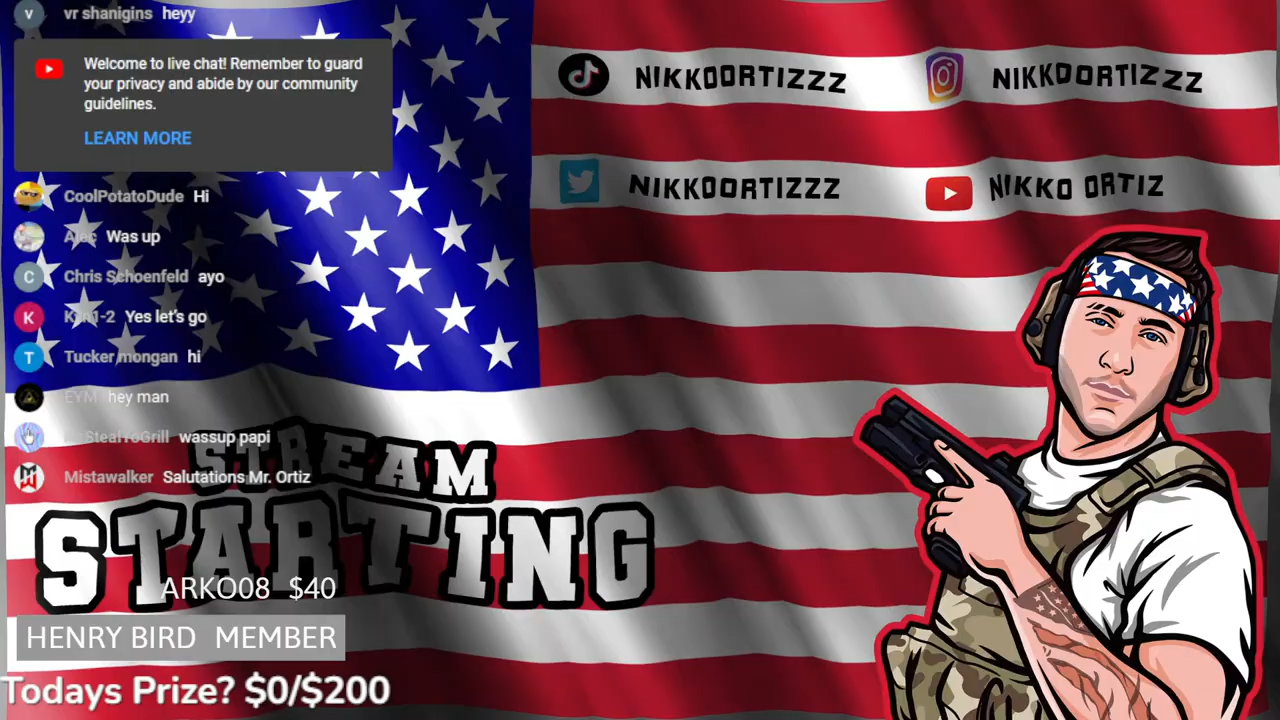 vr shanigins heyy
Welcome to live chat! Remember to guard
your privacy and abide by our community
guidelines.
LEARN MORE
CoolPotatoDude Hi
Alec Was up
Chris Schoenfeld ayo
Yes let's go
Tucker mongan hi
EYM hey man
wassup papi
Mistawalker Salutations Mr. Ortiz
NIKKOORTIZZZ
NIKKOORTIZZZ
NIKKOORTIZZZ
NIKKO ORTIZ
STREAM
STARTING
ARKO08 $40
HENRY BIRD MEMBER
Todays Prize? $0/$200